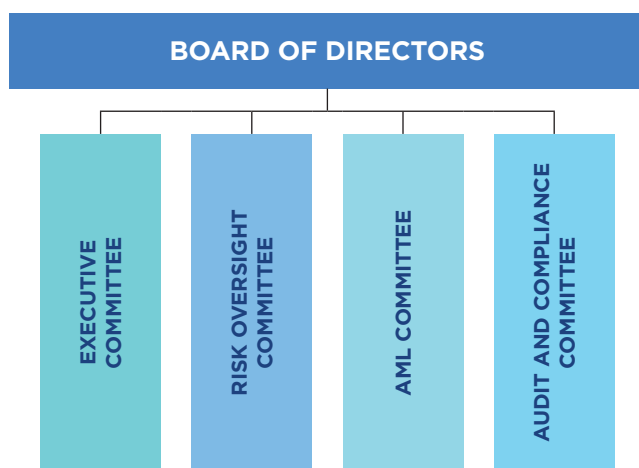 BOARD OF DIRECTORS
EXECUTIVE
COMMITTEE
RISK OVERSIGHT
COMMITTEE
AML COMMITTEE
AUDIT AND COMPLIANCE
COMMITTEE